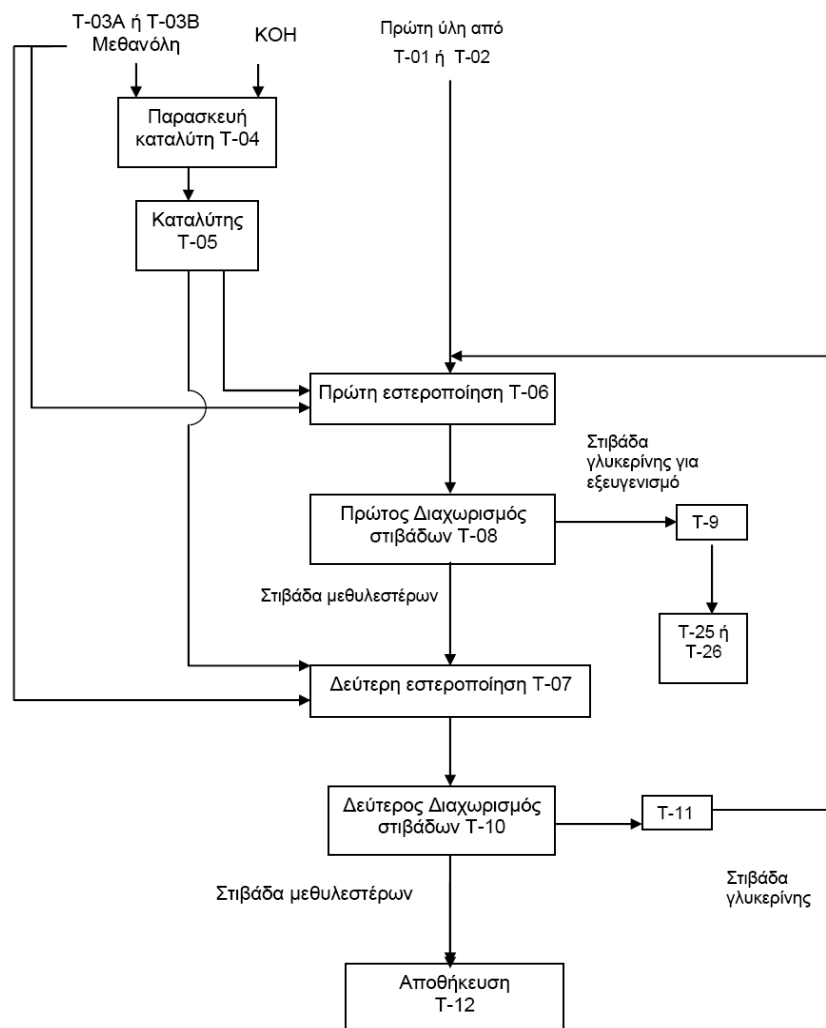 Τ-03Α ή Τ-03Β
Μεθανόλη
ΚΟΗ
Πρώτη ύλη από
Τ-01 ή Τ-02
Παρασκευή
καταλύτη Τ-04
Καταλύτης
Τ-05
Πρώτη εστεροποίηση Τ-06
Στιβάδα
γλυκερίνης για
εξευγενισμό
Πρώτος Διαχωρισμός
στιβάδων Τ-08
Τ-9
Στιβάδα μεθυλεστέρων
Τ-25 ή
Τ-26
Δεύτερη εστεροποίηση Τ-07
Δεύτερος Διαχωρισμός
στιβάδων Τ-10
Τ-11
Στιβάδα μεθυλεστέρων
Στιβάδα
γλυκερίνης
Αποθήκευση
Τ-12